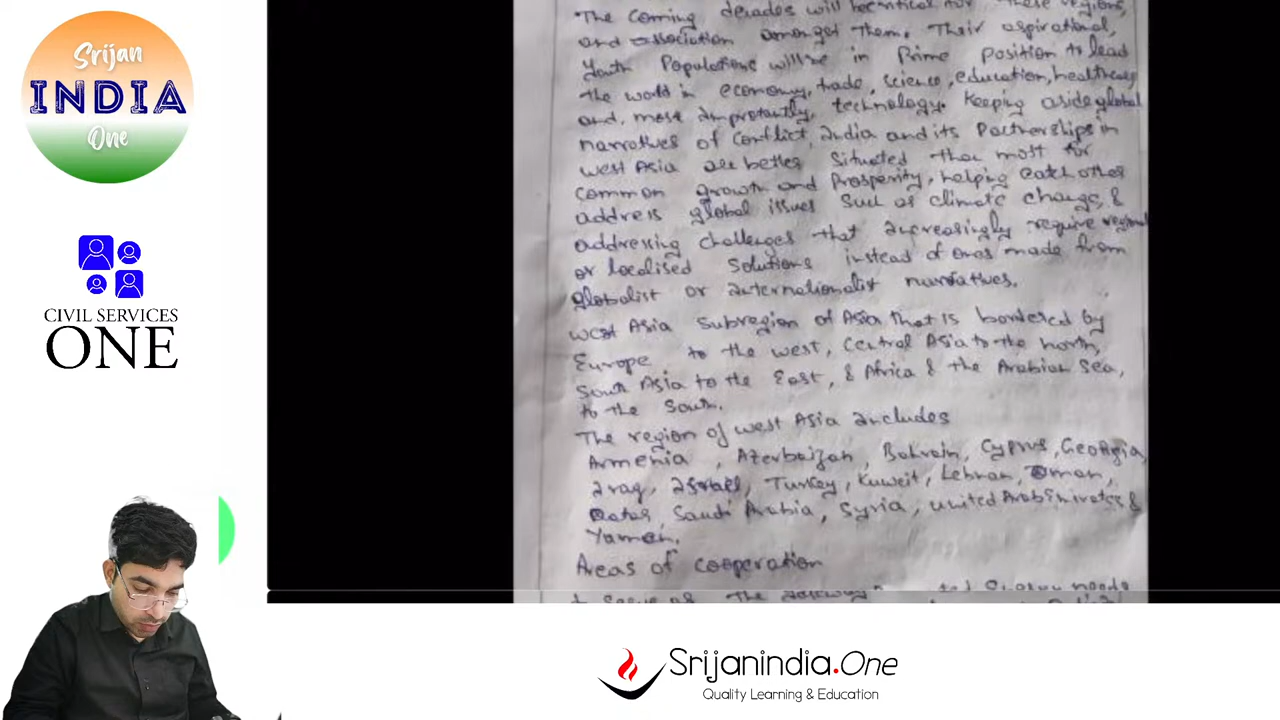 Srijan
INDIA
One
CIVIL SERVICES
ONE
The coming decades will be critical for these regions,
and association amongst them. Their aspirational,
Youth Populations will be in Prime Position to lead
the world in economy, trade, science, education, healthcare
and, most importantly, technology. Keeping aside global
narratives of conflict, India and its Partnerships in
west Asia are better situated than most for
common growth and Prosperity, helping each other
address global issues such as climate change, &
addressing challenges that increasingly require regional
or localised solutions instead of ones made from
globalist or internationalist narratives.
West Asia subregion of Asia that is bordered by
Europe to the west, Central Asia to the north,
South Asia to the East, & Africa & the Arabian Sea,
to the South.
The region of west Asia includes
Armenia, Azerbaijan, Bahrain, Cyprus, Georgia,
Iraq, Israel, Turkey, Kuwait, Lebnan, Oman,
Qatar, Saudi Arabia, Syria, United Arab Emirates &
Yamen.
Areas of cooperation
Srijanindia.One
Quality Learning & Education